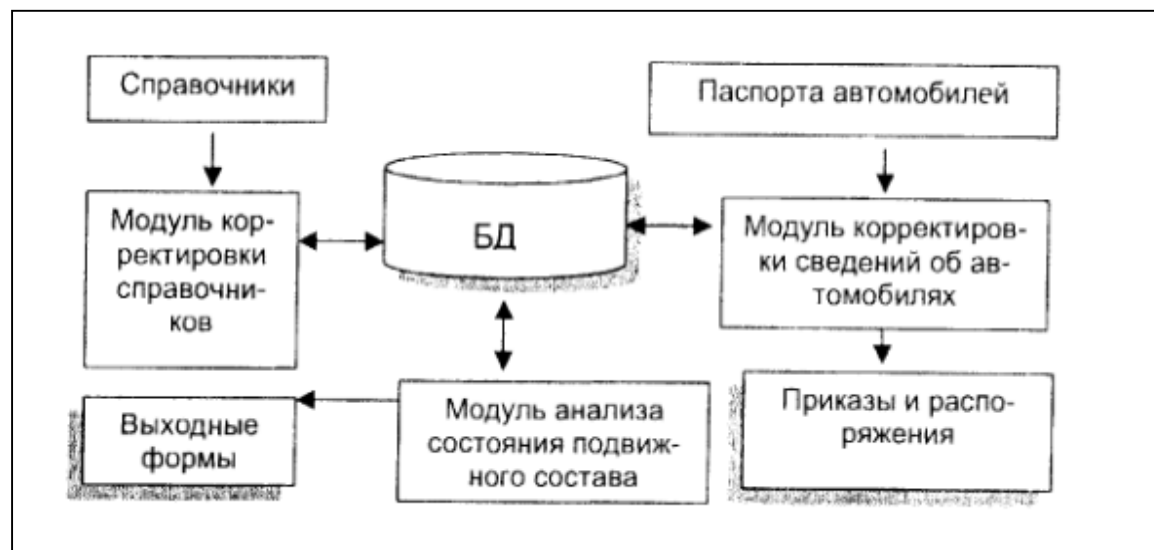 Справочники
Паспорта автомобилей
Модуль кор-
ректировки
справочни-
ков
БД
Модуль корректиров-
ки сведений об ав-
томобилях
Выходные
формы
Модуль анализа
состояния подвиж-
ного состава
Приказы и распо-
ряжения